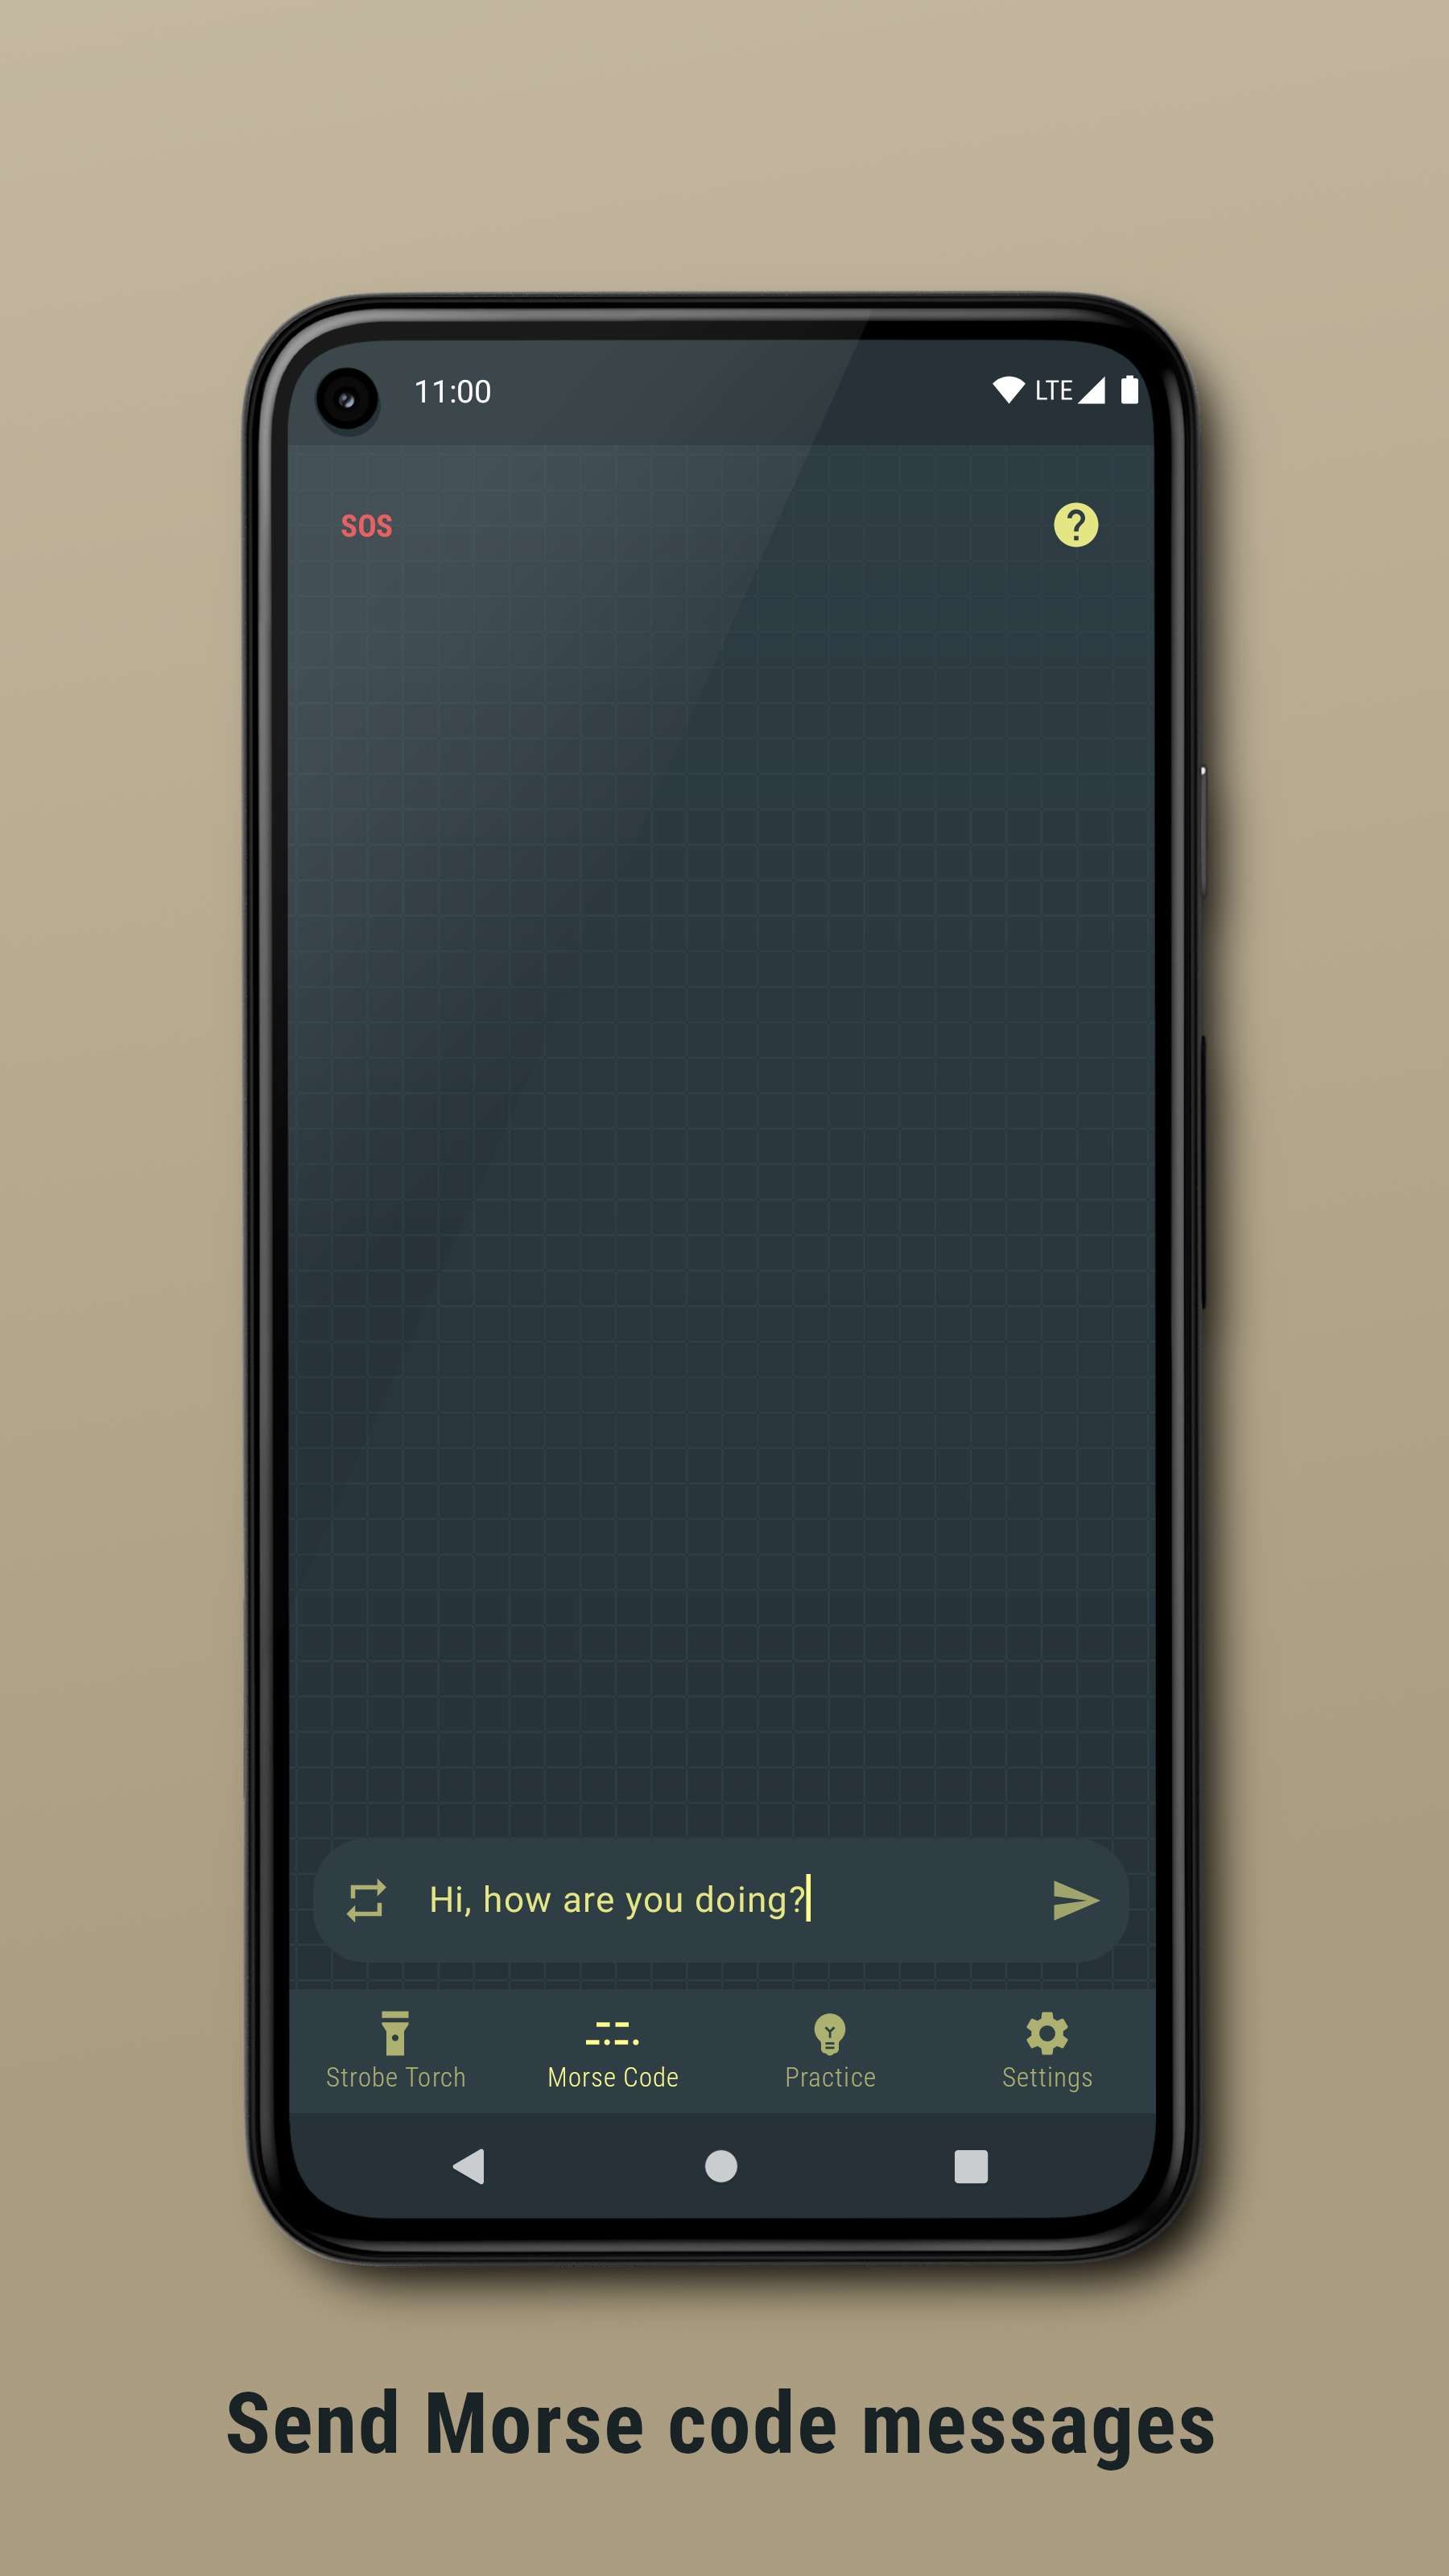 11:00 LTE
SOS ?
Hi, how are you doing?
Strobe Torch Morse Code Practice Settings
Send Morse code messages